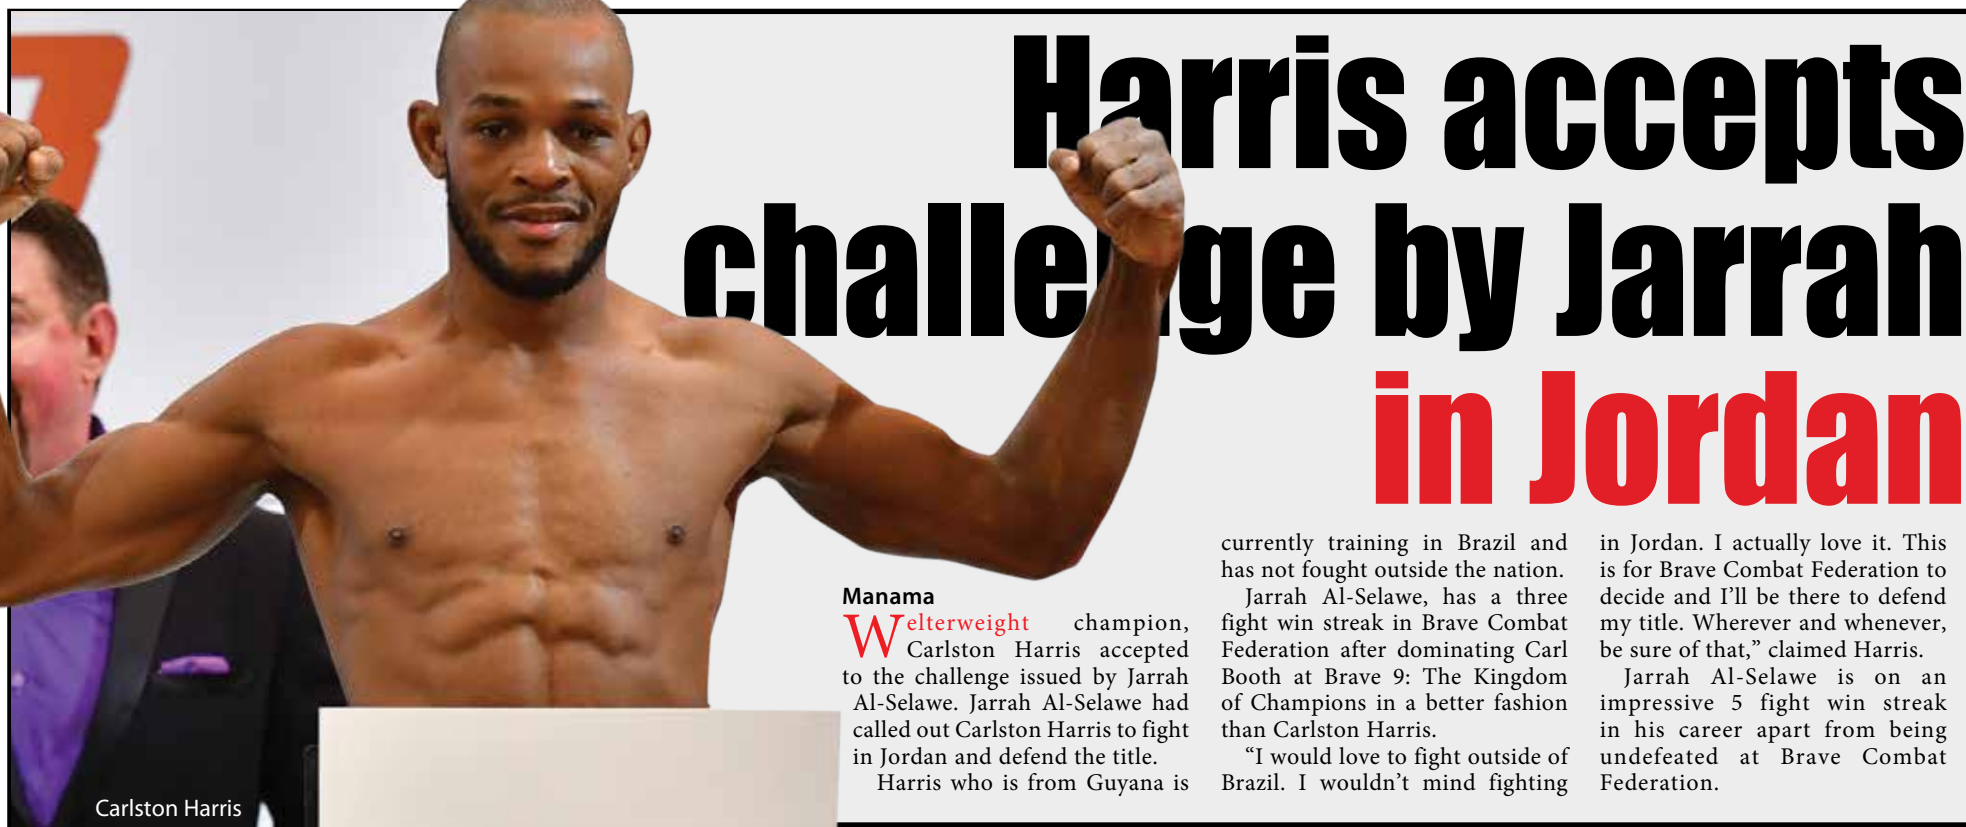 Harris accepts
challenge by Jarrah
in Jordan
Manama
Welterweight champion,
Carlston Harris accepted
to the challenge issued by Jarrah
Al-Selawe. Jarrah Al-Selawe had
called out Carlston Harris to fight
in Jordan and defend the title.
Harris who is from Guyana is
currently training in Brazil and
has not fought outside the nation.
Jarrah Al-Selawe, has a three
fight win streak in Brave Combat
Federation after dominating Carl
Booth at Brave 9: The Kingdom
of Champions in a better fashion
than Carlston Harris.
“I would love to fight outside of
Brazil. I wouldn’t mind fighting
in Jordan. I actually love it. This
is for Brave Combat Federation to
decide and I’ll be there to defend
my title. Wherever and whenever,
be sure of that,” claimed Harris.
Jarrah Al-Selawe is on an
impressive 5 fight win streak
in his career apart from being
undefeated at Brave Combat
Federation.
Carlston Harris